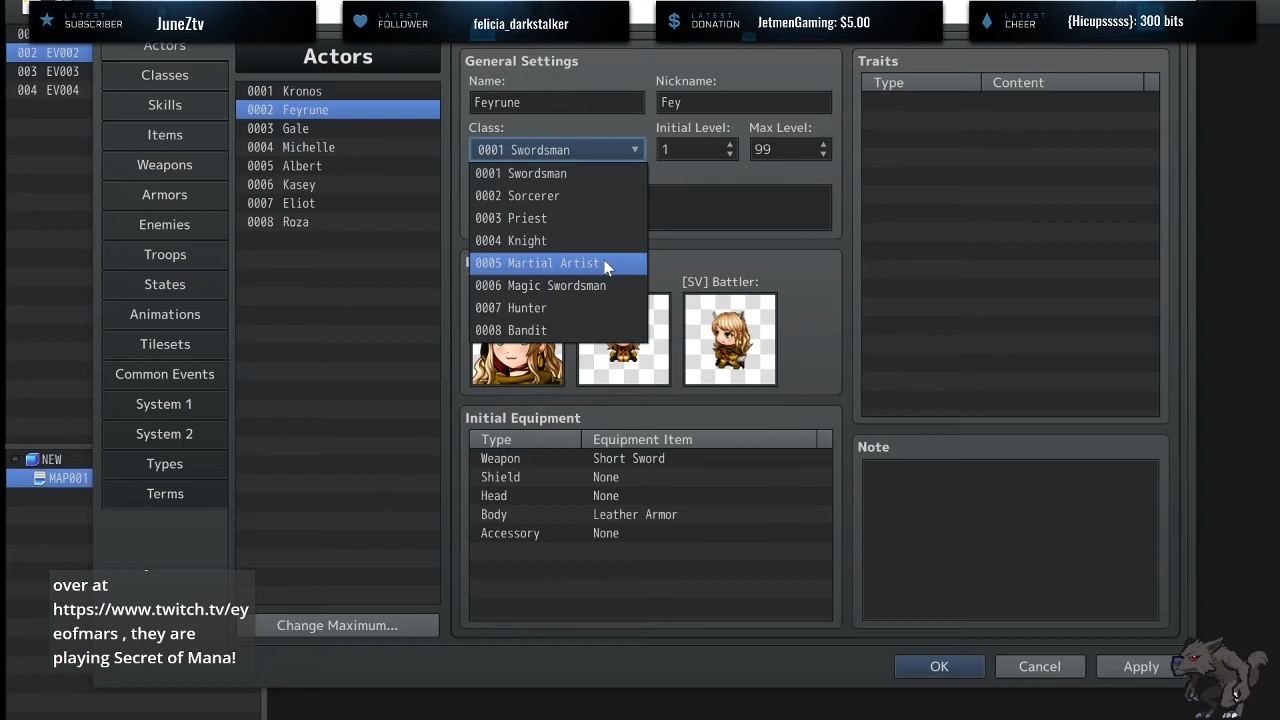 LATEST
SUBSCRIBER
JuneZtv
LATEST
FOLLOWER
felicia_darkstalker
LATEST
DONATION
JetmenGaming: $5.00
LATEST
CHEER
{Hicupsssss}: 300 bits
002 EV002
003 EV003
004 EV004
NEW
MAP001
Actors
Classes
Skills
Items
Weapons
Armors
Enemies
Troops
States
Animations
Tilesets
Common Events
System 1
System 2
Types
Terms
Actors
0001 Kronos
0002 Feyrune
0003 Gale
0004 Michelle
0005 Albert
0006 Kasey
0007 Eliot
0008 Roza
Change Maximum...
General Settings
Name:
Nickname:
Feyrune
Fey
Class:
Initial Level:
Max Level:
0001 Swordsman
1
99
0001 Swordsman
0002 Sorcerer
0003 Priest
0004 Knight
0005 Martial Artist
0006 Magic Swordsman
0007 Hunter
0008 Bandit
[SV] Battler:
Initial Equipment
Type
Equipment Item
Weapon
Short Sword
Shield
None
Head
None
Body
Leather Armor
Accessory
None
Traits
Type
Content
Note
over at
https://www.twitch.tv/ey
eofmars , they are
playing Secret of Mana!
OK
Cancel
Apply